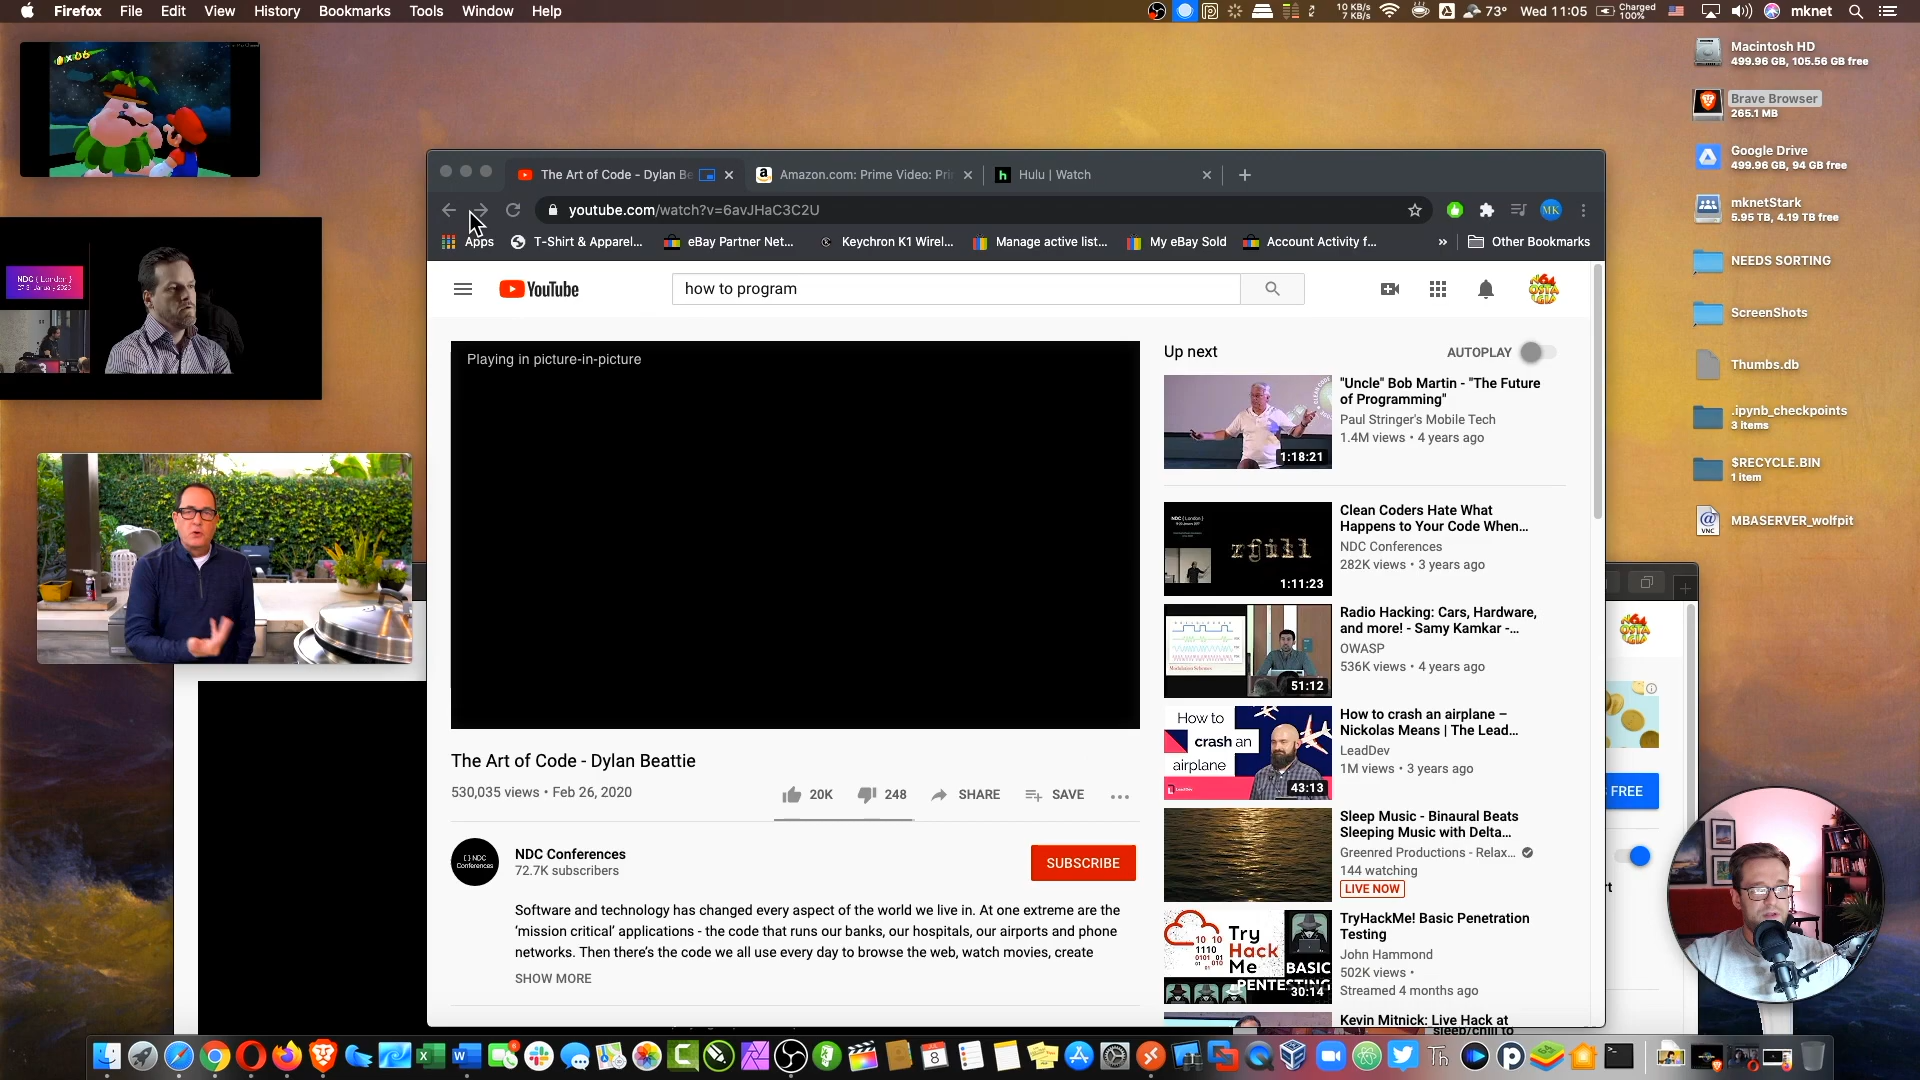 Firefox File Edit View History Bookmarks Tools Window Help
10 KB/s
7 KB/s
73°
Wed 11:05
Charged
100%
mknet
Macintosh HD
499.96 GB, 105.56 GB free
Brave Browser
265.1 MB
Google Drive
499.96 GB, 94 GB free
mknetStark
5.95 TB, 4.19 TB free
NEEDS SORTING
ScreenShots
Thumbs.db
.ipynb_checkpoints
3 items
$RECYCLE.BIN
1 item
MBASERVER_wolfpit
NDC { London }
The Art of Code - Dylan Be
Amazon.com: Prime Video: Pri
Hulu | Watch
youtube.com/watch?v=6avJHaC3C2U
MK
Apps
T-Shirt & Apparel...
eBay Partner Net...
Keychron K1 Wirel...
Manage active list...
My eBay Sold
Account Activity f...
»
Other Bookmarks
YouTube
how to program
Playing in picture-in-picture
The Art of Code - Dylan Beattie
530,035 views • Feb 26, 2020
20K
248
SHARE
SAVE
NDC Conferences
72.7K subscribers
SUBSCRIBE
Software and technology has changed every aspect of the world we live in. At one extreme are the
‘mission critical’ applications - the code that runs our banks, our hospitals, our airports and phone
networks. Then there’s the code we all use every day to browse the web, watch movies, create
SHOW MORE
Up next
AUTOPLAY
"Uncle" Bob Martin - "The Future
of Programming"
Paul Stringer's Mobile Tech
1.4M views • 4 years ago
1:18:21
Clean Coders Hate What
Happens to Your Code When...
NDC Conferences
282K views • 3 years ago
1:11:23
Radio Hacking: Cars, Hardware,
and more! - Samy Kamkar -...
OWASP
536K views • 4 years ago
51:12
How to
crash an
airplane
43:13
How to crash an airplane –
Nickolas Means | The Lead...
LeadDev
1M views • 3 years ago
Sleep Music - Binaural Beats
Sleeping Music with Delta...
Greenred Productions - Relax...
144 watching
LIVE NOW
Try
Hack
Me
BASIC
PENTESTING
30:14
TryHackMe! Basic Penetration
Testing
John Hammond
502K views •
Streamed 4 months ago
Kevin Mitnick: Live Hack at
FREE